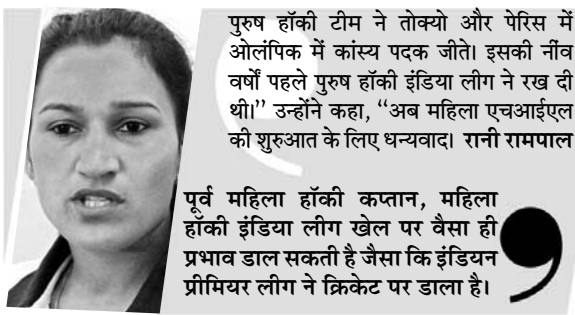 पुरुष हॉकी टीम ने तोक्यो और पेरिस में
ओलंपिक में कांस्य पदक जीते। इसकी नींव
वर्षों पहले पुरुष हॉकी इंडिया लीग ने रख दी
थी।” उन्होंने कहा, “अब महिला एचआईएल
की शुरुआत के लिए धन्यवाद। रानी रामपाल
पूर्व महिला हॉकी कप्तान, महिला
हॉकी इंडिया लीग खेल पर वैसा ही
प्रभाव डाल सकती है जैसा कि इंडियन
प्रीमियर लीग ने क्रिकेट पर डाला है।